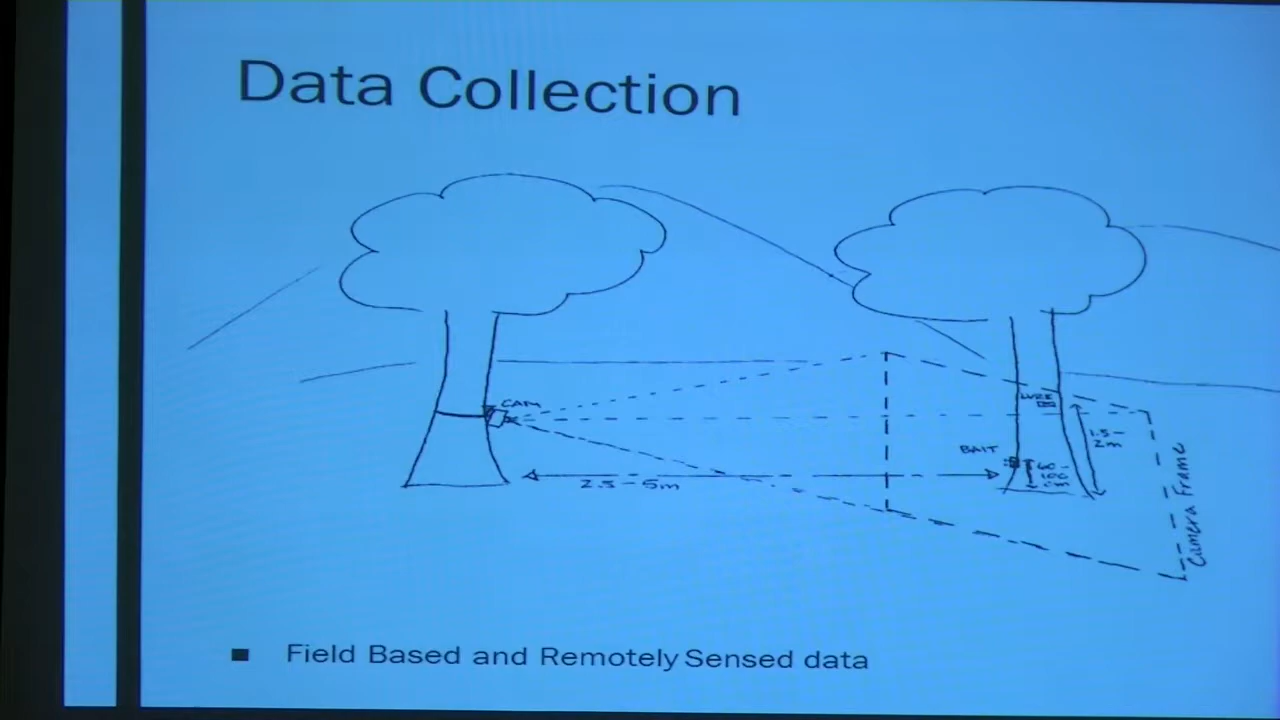 Data Collection
CAM
LURE
1.5-
2m
BAIT
2.5-5m
Camera Frame
■ Field Based and Remotely Sensed data